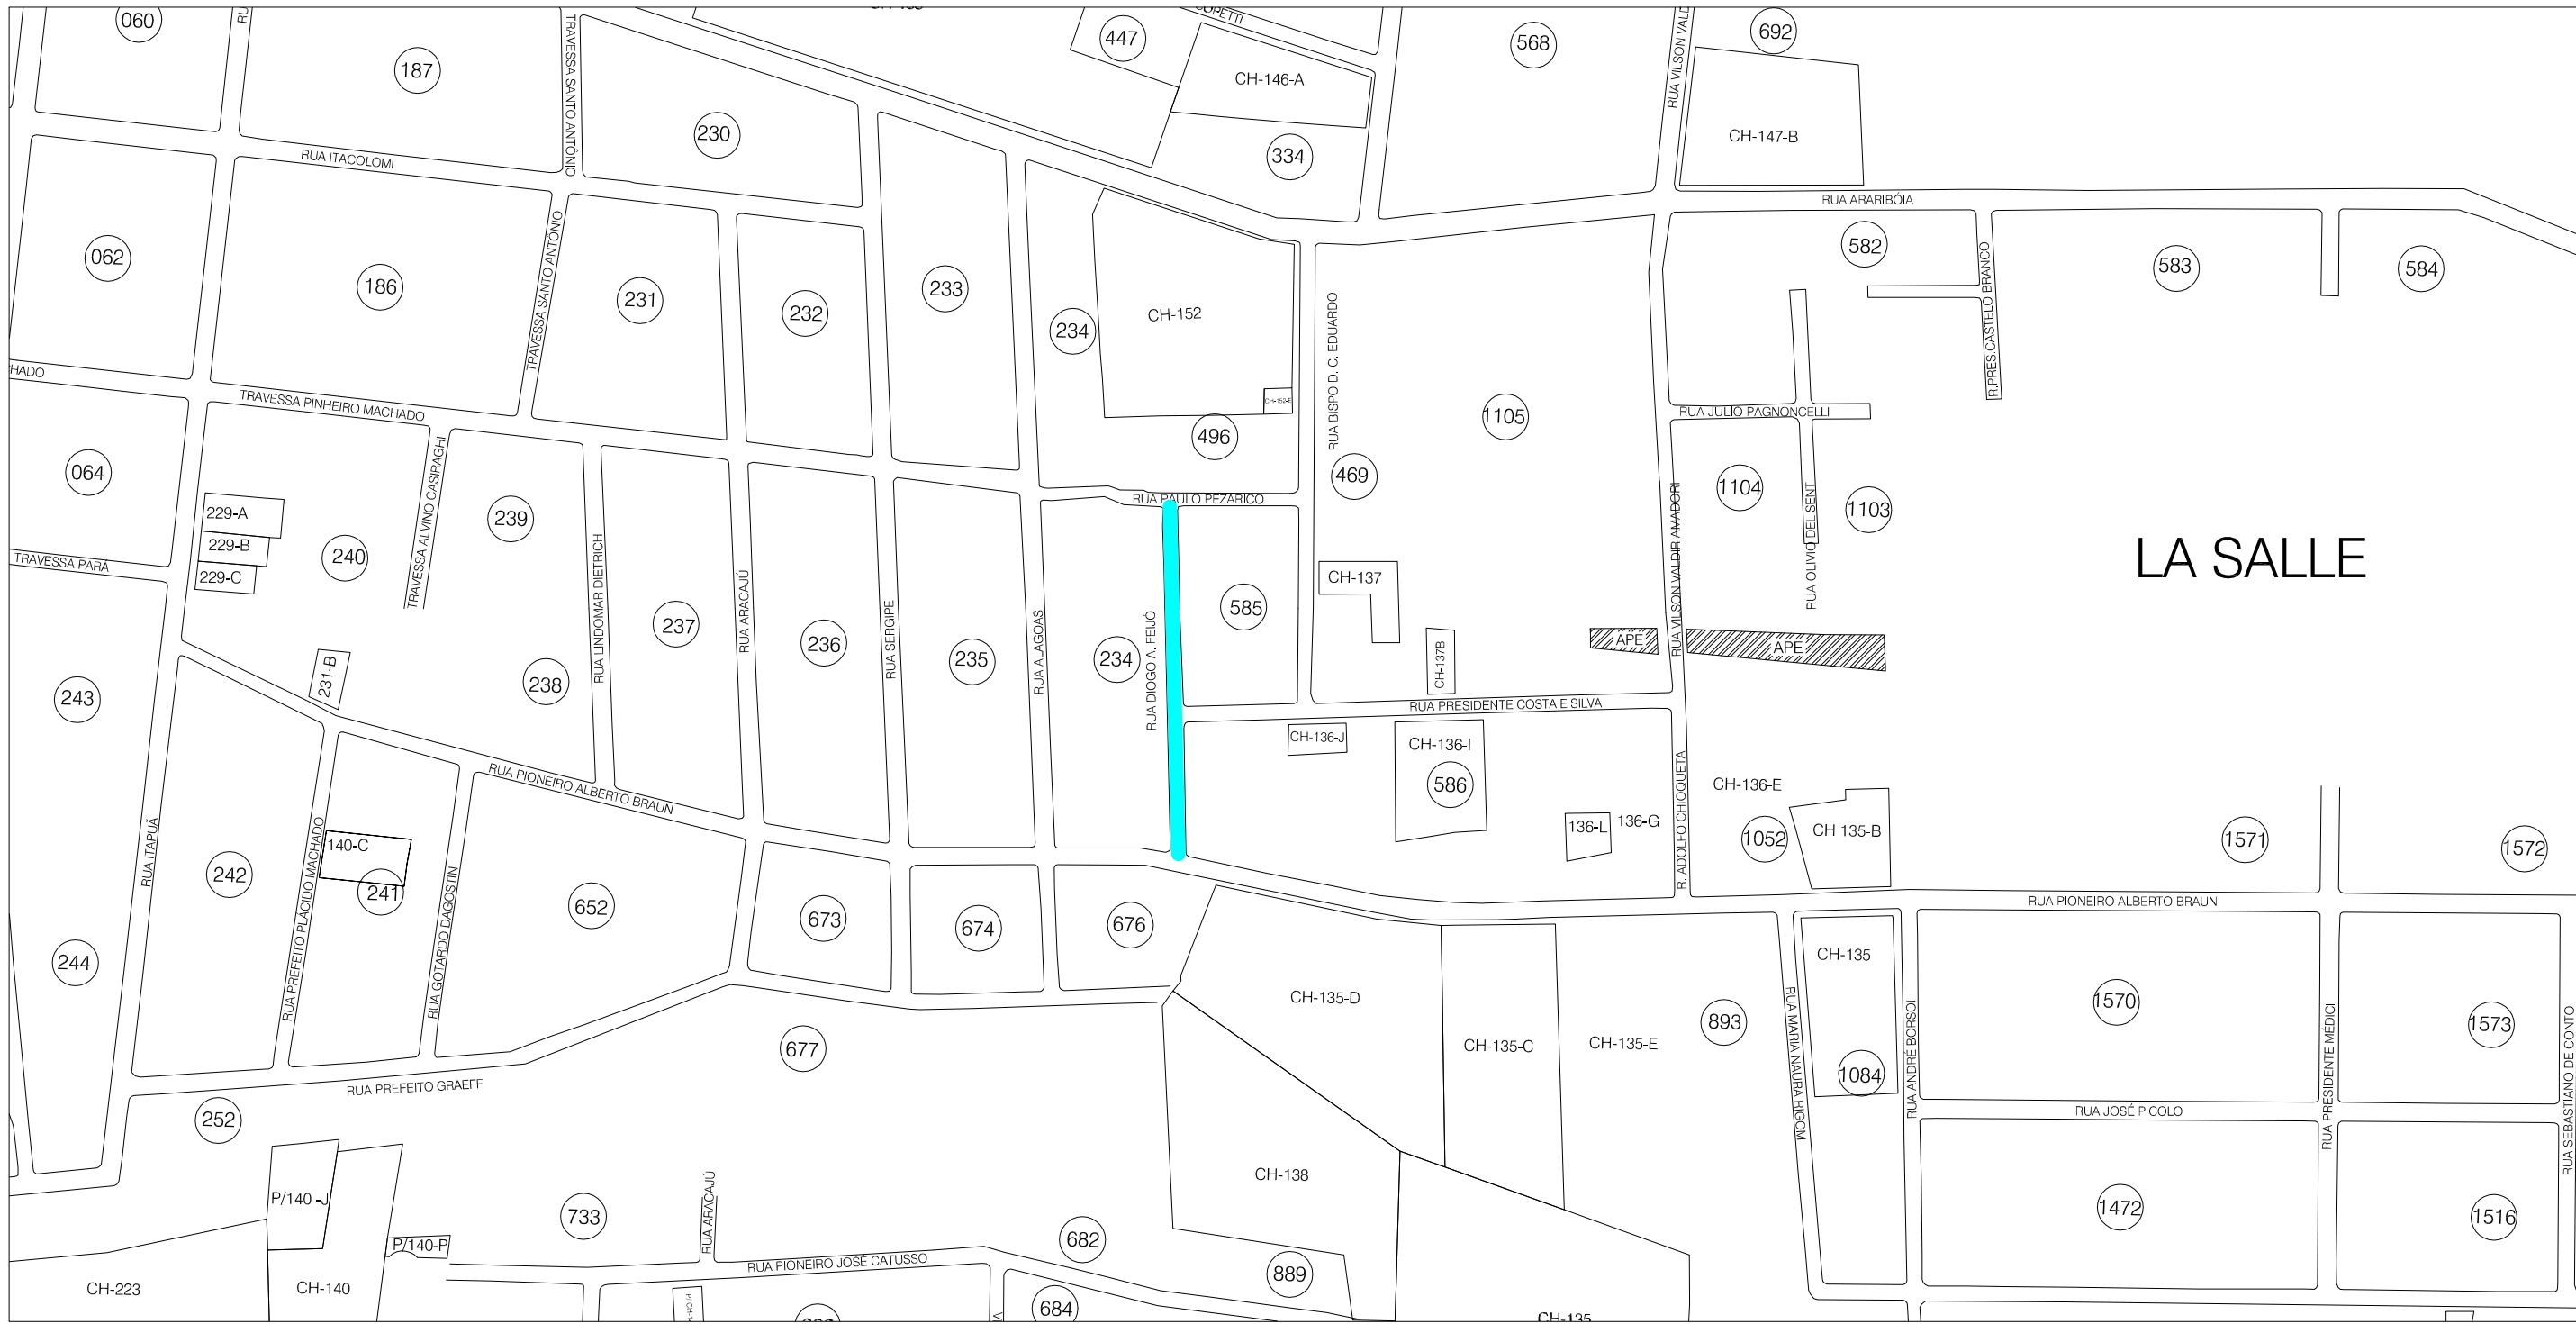 060
187
TRAVESSA SANTO ANTÔNIO
447
COPETTI
CH-146-A
568
RUA VILSON VALD
692
230
RUA ITACOLOMI
334
CH-147-B
RUA ARARIBÓIA
062
186
TRAVESSA SANTO ANTÔNIO
231
232
233
234
CH-152
RUA BISPO D. C. EDUARDO
582
R.PRES.CASTELO BRANCO
583
584
HADO
TRAVESSA PINHEIRO MACHADO
CH-152-E
496
1105
RUA JULIO PAGNONCELLI
064
TRAVESSA ALVINO CASIRAGHI
239
469
1104
1103
RUA PAULO PEZARICO
229-A
229-B
229-C
240
TRAVESSA PARÁ
RUA LINDOMAR DIETRICH
237
RUA ARACAJÚ
236
RUA SERGIPE
235
RUA ALAGOAS
234
RUA DIOGO A. FEIJÓ
585
CH-137
CH-137B
RUA VILSON VALDIR AMADORI
RUA OLIVIO DEL SENT
LA SALLE
APE
APE
243
231-B
238
RUA PRESIDENTE COSTA E SILVA
CH-136-J
CH-136-I
586
136-L
136-G
R. ADOLFO CHIOQUETA
CH-136-E
1052
CH 135-B
1571
1572
RUA PIONEIRO ALBERTO BRAUN
RUA ITAPUÃ
242
RUA PREFEITO PLÁCIDO MACHADO
140-C
241
RUA GOTARDO DAGOSTIN
652
673
674
676
RUA PIONEIRO ALBERTO BRAUN
244
CH-135-D
CH-135-C
CH-135-E
893
CH-135
1084
RUA MARIA NAURA RIGOM
RUA ANDRÉ BORSOI
1570
RUA PRESIDENTE MÉDICI
1573
RUA SEBASTIANO DE CONTO
677
RUA PREFEITO GRAEFF
252
RUA JOSÉ PICOLO
P/140 -J
733
RUA ARACAJÚ
682
CH-138
1472
1516
P/140-P
RUA PIONEIRO JOSÉ CATUSSO
889
CH-223
CH-140
684
CH-135